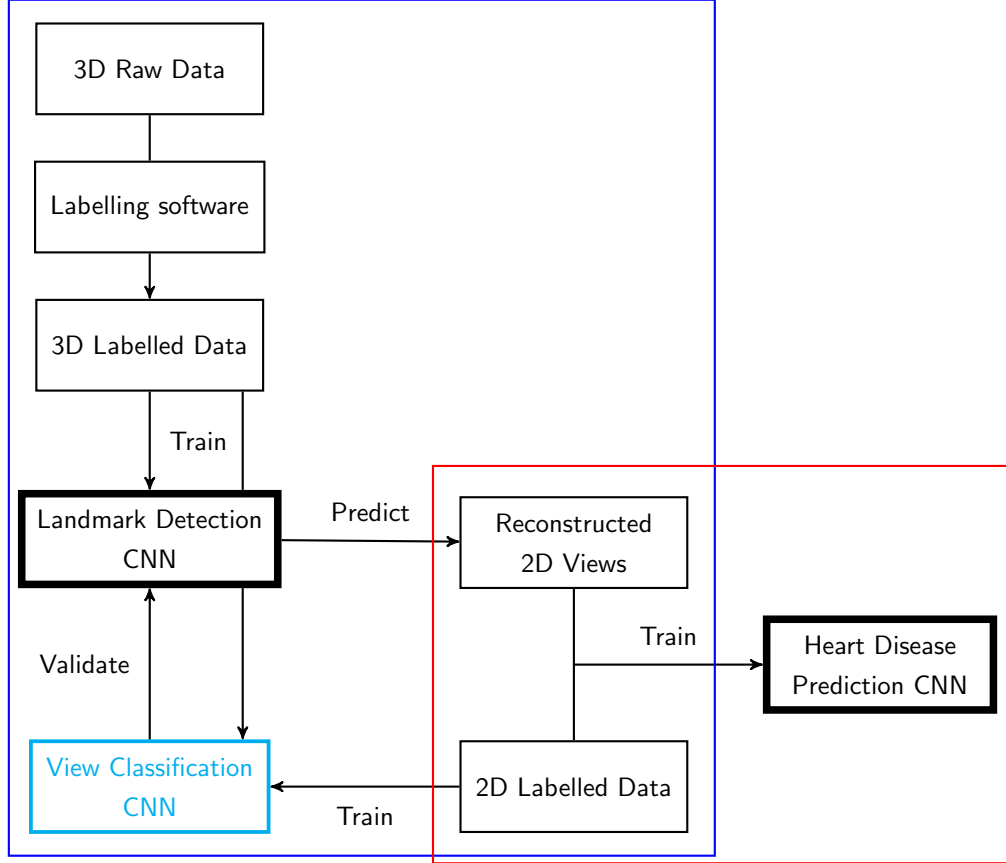 3D Raw Data
Labelling software
3D Labelled Data
Train
Landmark Detection
CNN
Predict
Reconstructed
2D Views
Train
Heart Disease
Prediction CNN
Validate
View Classification
CNN
2D Labelled Data
Train